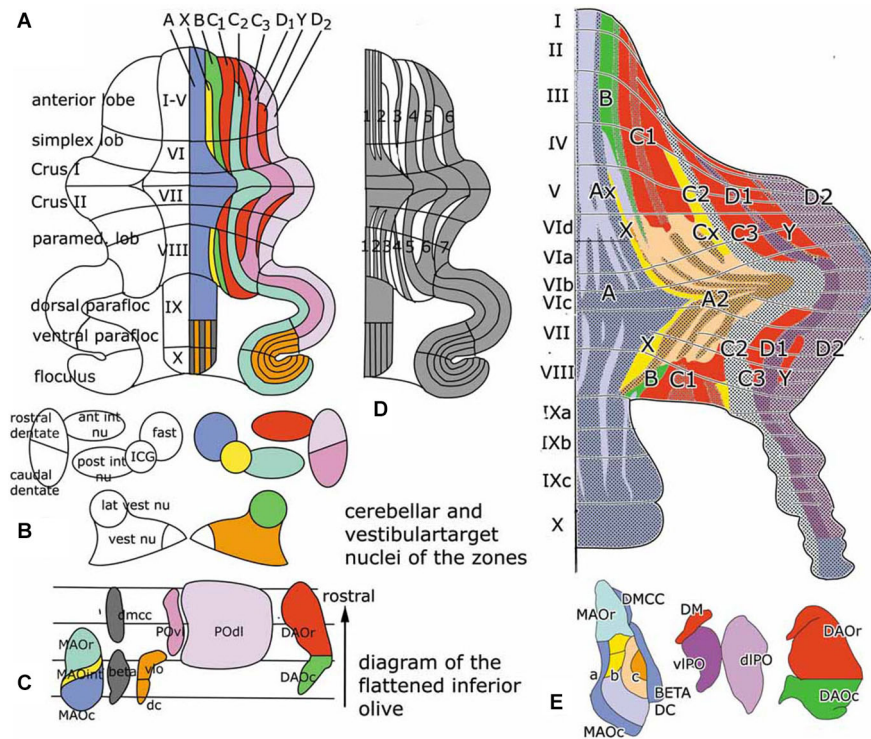 A
A X B C1 C2 C3 D1 Y D2
anterior lobe
I-V
simplex lob
VI
Crus I
Crus II
VII
paramed. lob
VIII
dorsal parafloc
IX
ventral parafloc
X
floculus
1 2 3 4 5 6
1 2 3 4 5 6 7
D
rostral
dentate
ant int
nu
fast
ICG
caudal
dentate
post int
nu
lat vest nu
vest nu
B
cerebellar and
vestibulartarget
nuclei of the zones
MAOr
MAOint
MAOc
dmcc
beta
vlo
dc
POvl
POdl
DAOr
DAOc
rostral
C
diagram of the
flattened inferior
olive
I
II
III
IV
V
VId
VIa
VIb
VIc
VII
VIII
IXa
IXb
IXc
X
B
C1
Ax
C2
D1
D2
X
Cx
C3
Y
A
A2
X
C2
D1
D2
B
C1
C3
Y
MAOr
DMCC
a
b
c
BETA
DC
MAOc
DM
vlPO
dlPO
DAOr
DAOc
E